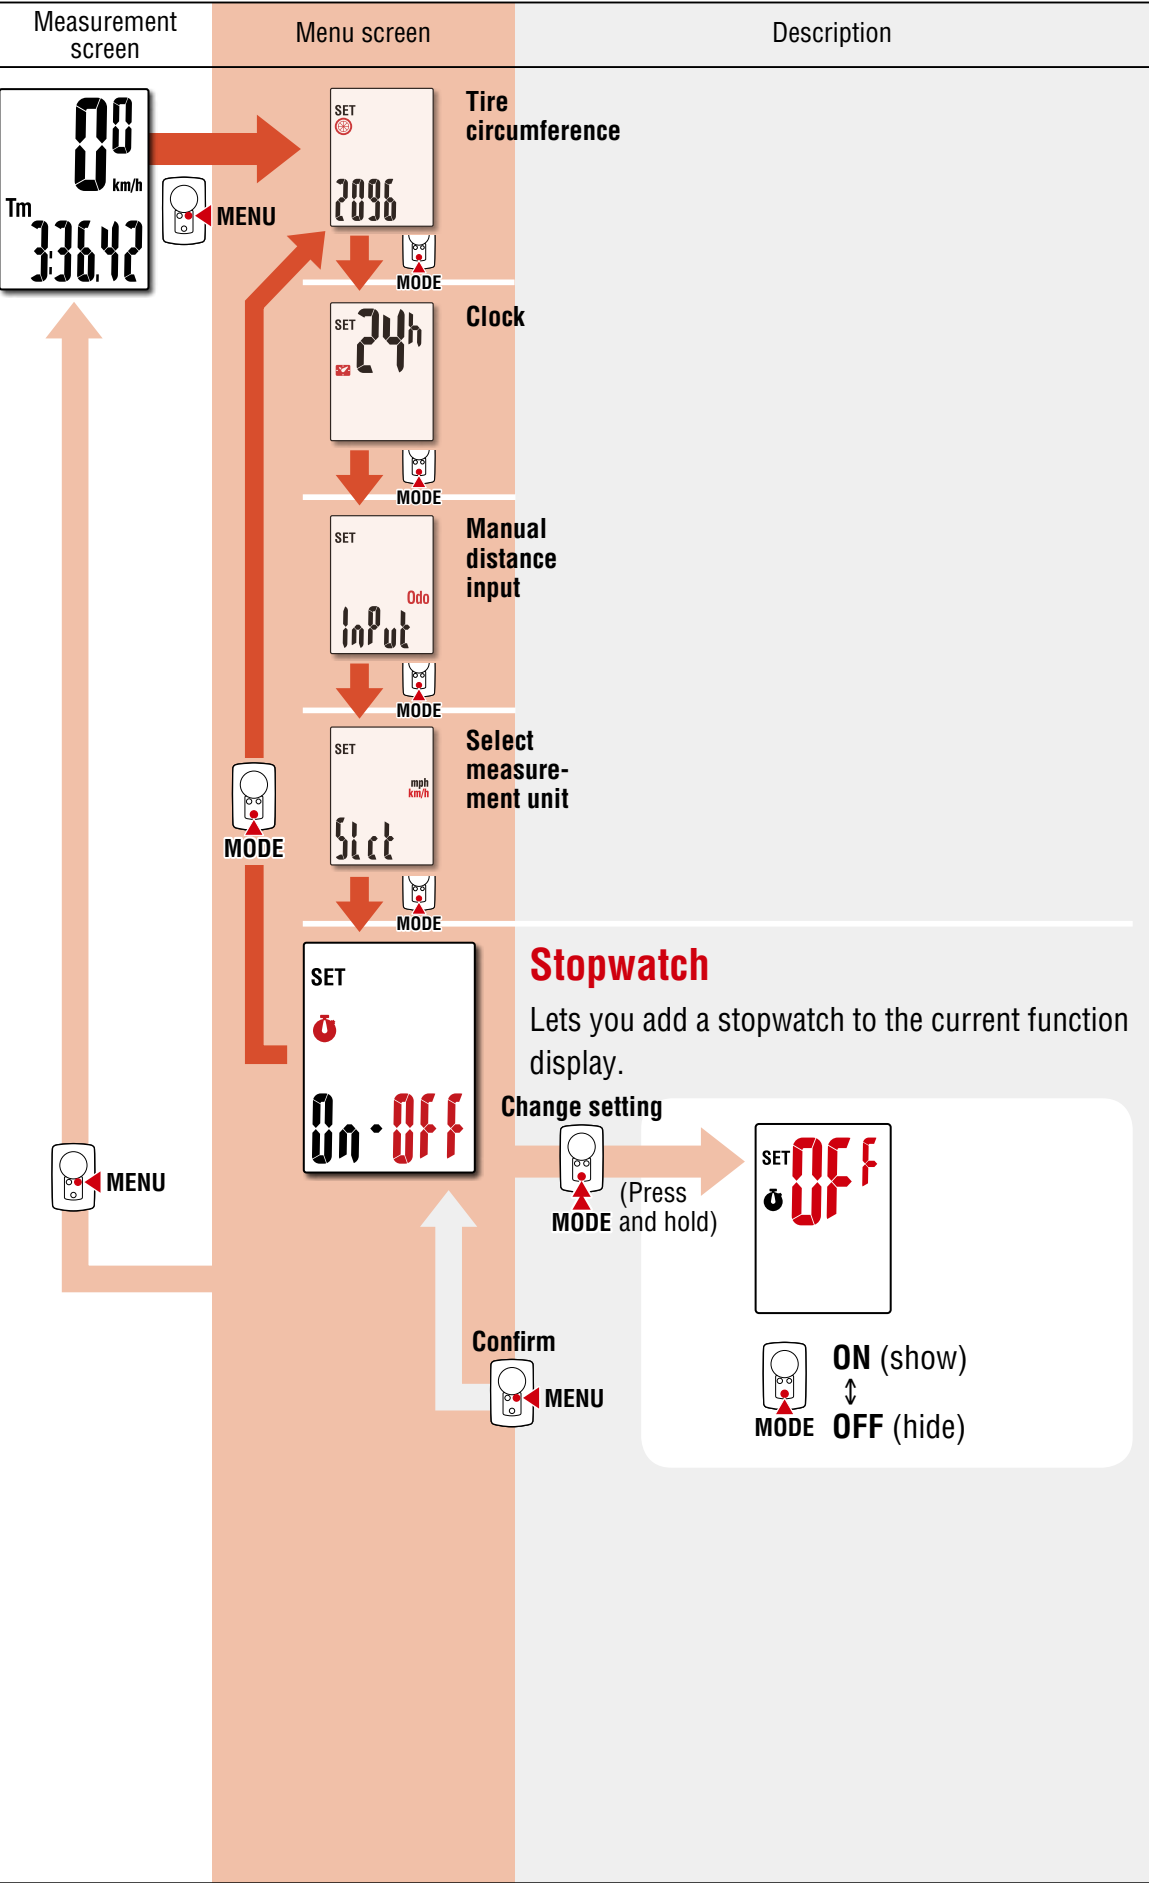 Measurement
screen
Menu screen
Description
0.0
km/h
Tm
3:36.42
MENU
SET
2096
Tire
circumference
MODE
SET
24h
Clock
MODE
SET
Odo
InPut
Manual
distance
input
MODE
SET
mph
km/h
Slct
Select
measure-
ment unit
MODE
MODE
SET
On-OFF
Stopwatch
Lets you add a stopwatch to the current function
display.
Change setting
MODE
(Press
and hold)
SET
OFF
MENU
Confirm
MENU
ON (show)
↕
MODE
OFF (hide)